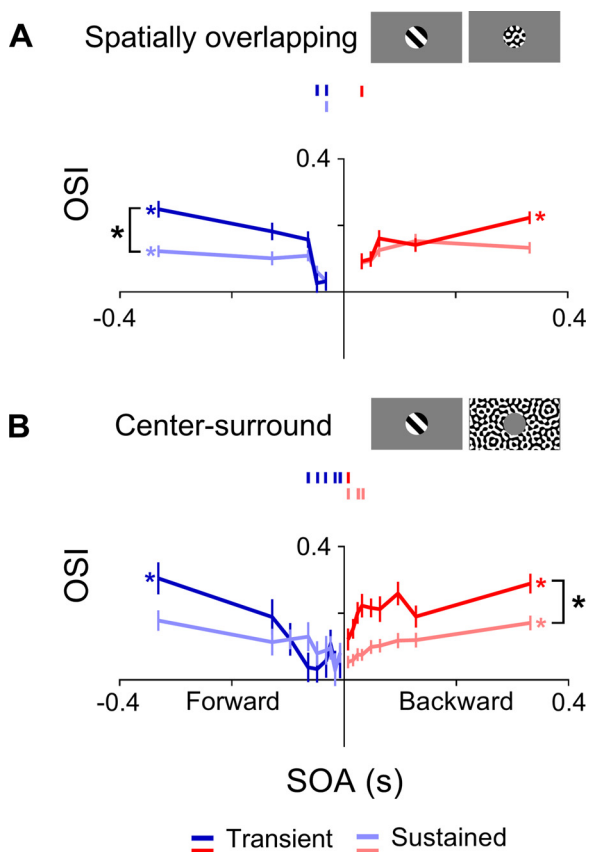 A Spatially overlapping
0.4
OSI
*
*
*
*
-0.4
0.4
B Center-surround
0.4
OSI
*
*
*
*
-0.4 Forward Backward 0.4
SOA (s)
Transient Sustained